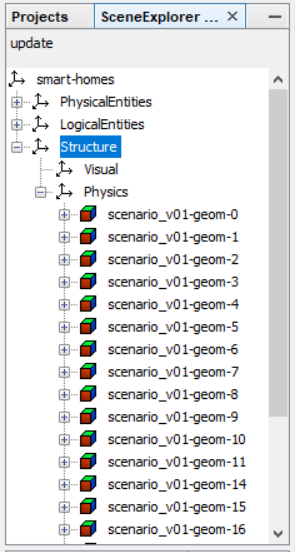 Projects SceneExplorer ... ×
update
smart-homes
PhysicalEntities
LogicalEntities
Structure
Visual
Physics
scenario_v01-geom-0
scenario_v01-geom-1
scenario_v01-geom-2
scenario_v01-geom-3
scenario_v01-geom-4
scenario_v01-geom-5
scenario_v01-geom-6
scenario_v01-geom-7
scenario_v01-geom-8
scenario_v01-geom-9
scenario_v01-geom-10
scenario_v01-geom-11
scenario_v01-geom-14
scenario_v01-geom-15
scenario_v01-geom-16